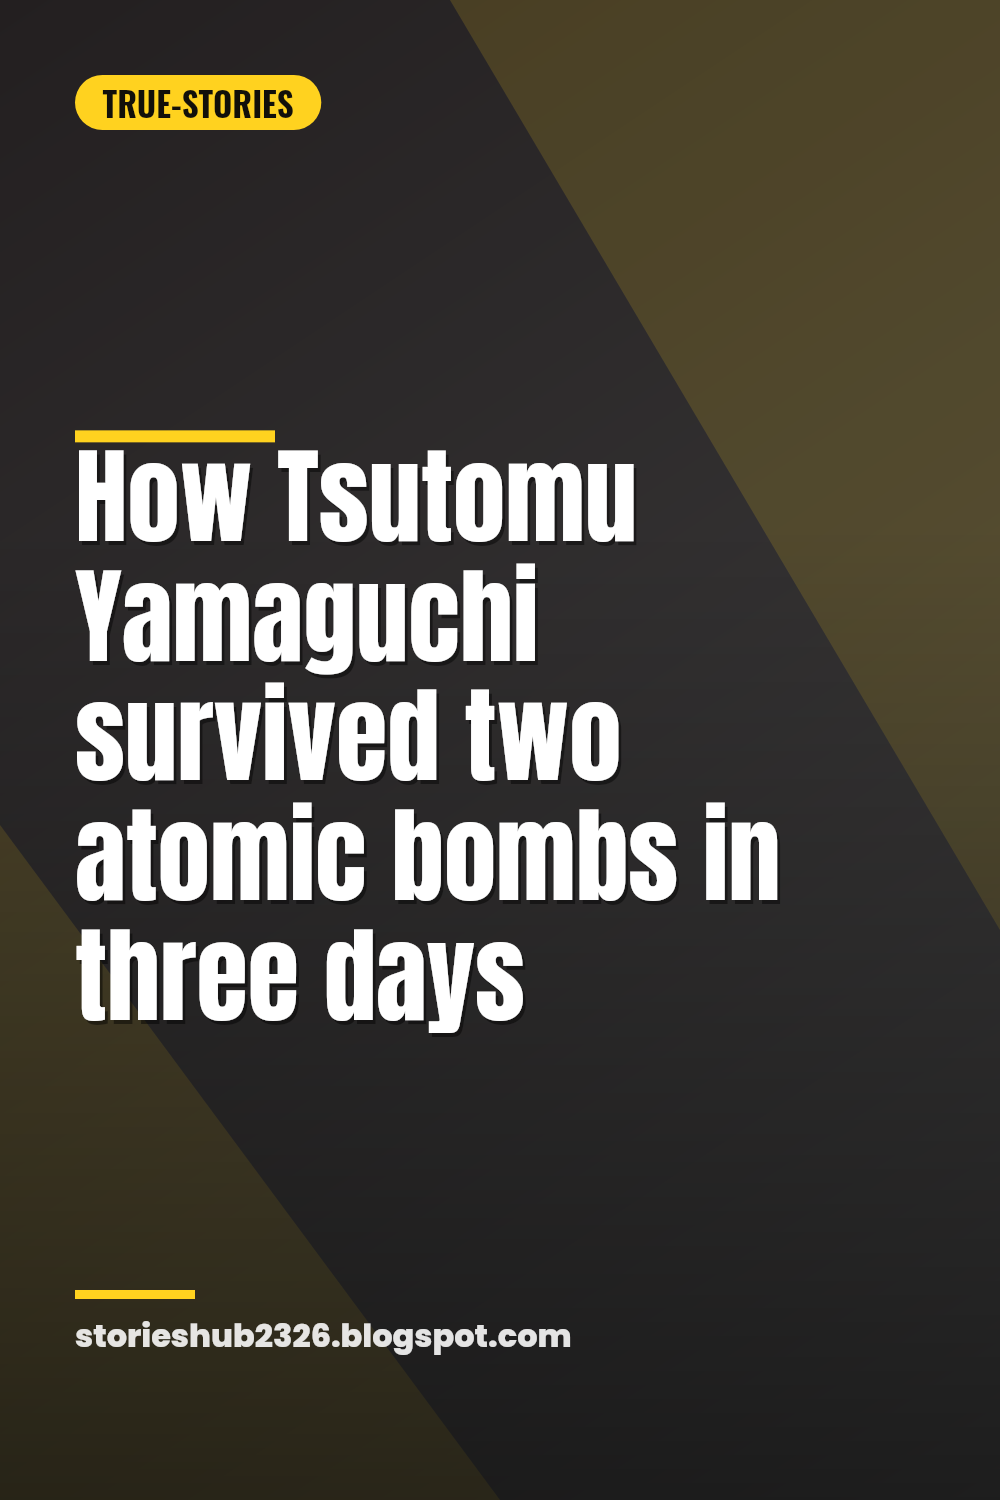 TRUE-STORIES
How Tsutomu
Yamaguchi
survived two
atomic bombs in
three days
storieshub2326.blogspot.com